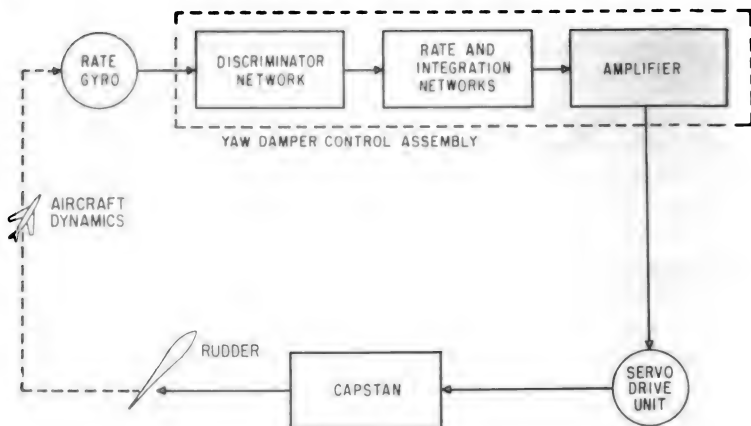 RATE
GYRO
DISCRIMINATOR
NETWORK
RATE AND
INTEGRATION
NETWORKS
AMPLIFIER
YAW DAMPER CONTROL ASSEMBLY
AIRCRAFT
DYNAMICS
RUDDER
CAPSTAN
SERVO
DRIVE
UNIT